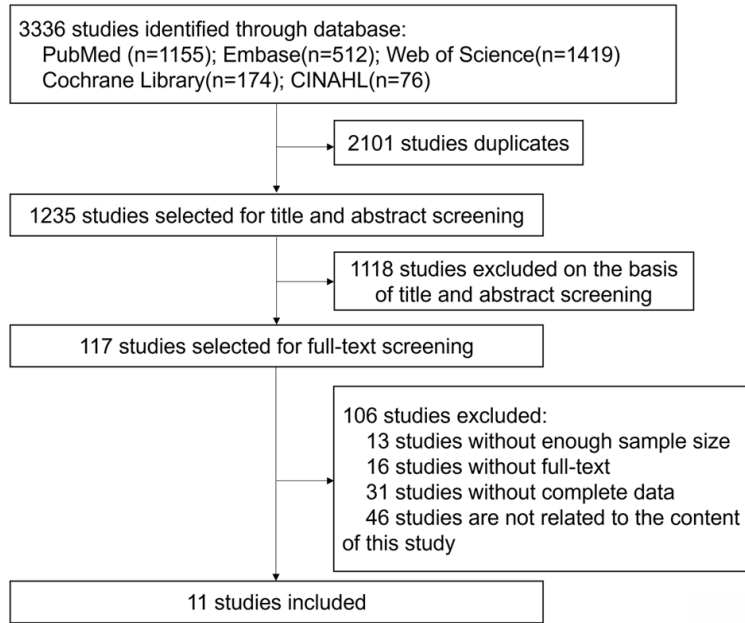 3336 studies identified through database:
PubMed (n=1155); Embase(n=512); Web of Science(n=1419)
Cochrane Library(n=174); CINAHL(n=76)
2101 studies duplicates
1235 studies selected for title and abstract screening
1118 studies excluded on the basis
of title and abstract screening
117 studies selected for full-text screening
106 studies excluded:
13 studies without enough sample size
16 studies without full-text
31 studies without complete data
46 studies are not related to the content
of this study
11 studies included